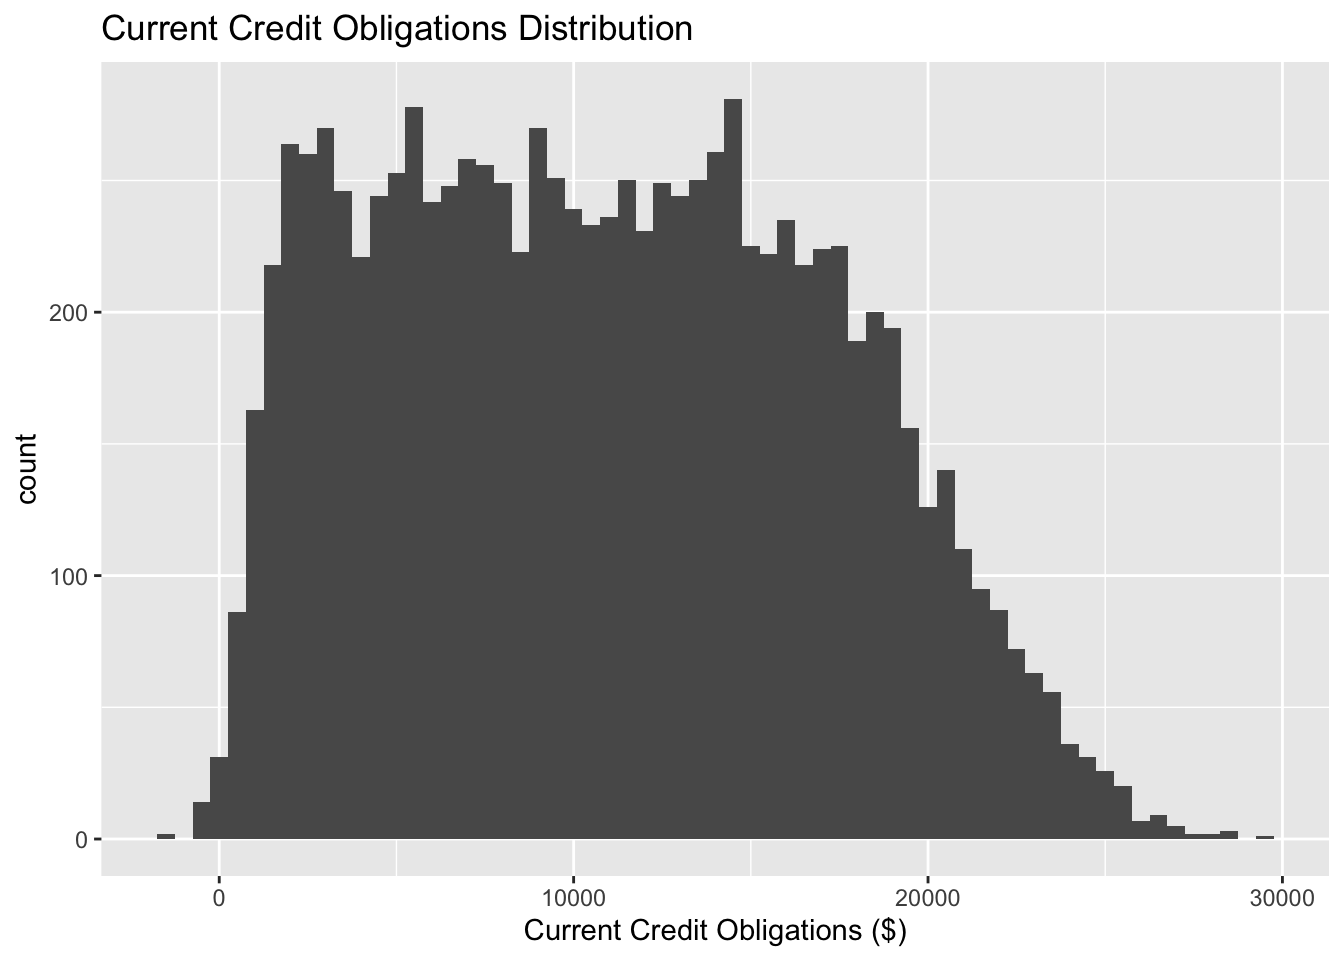 Current Credit Obligations Distribution
200
100
0
count
0 10000 20000 30000
Current Credit Obligations ($)